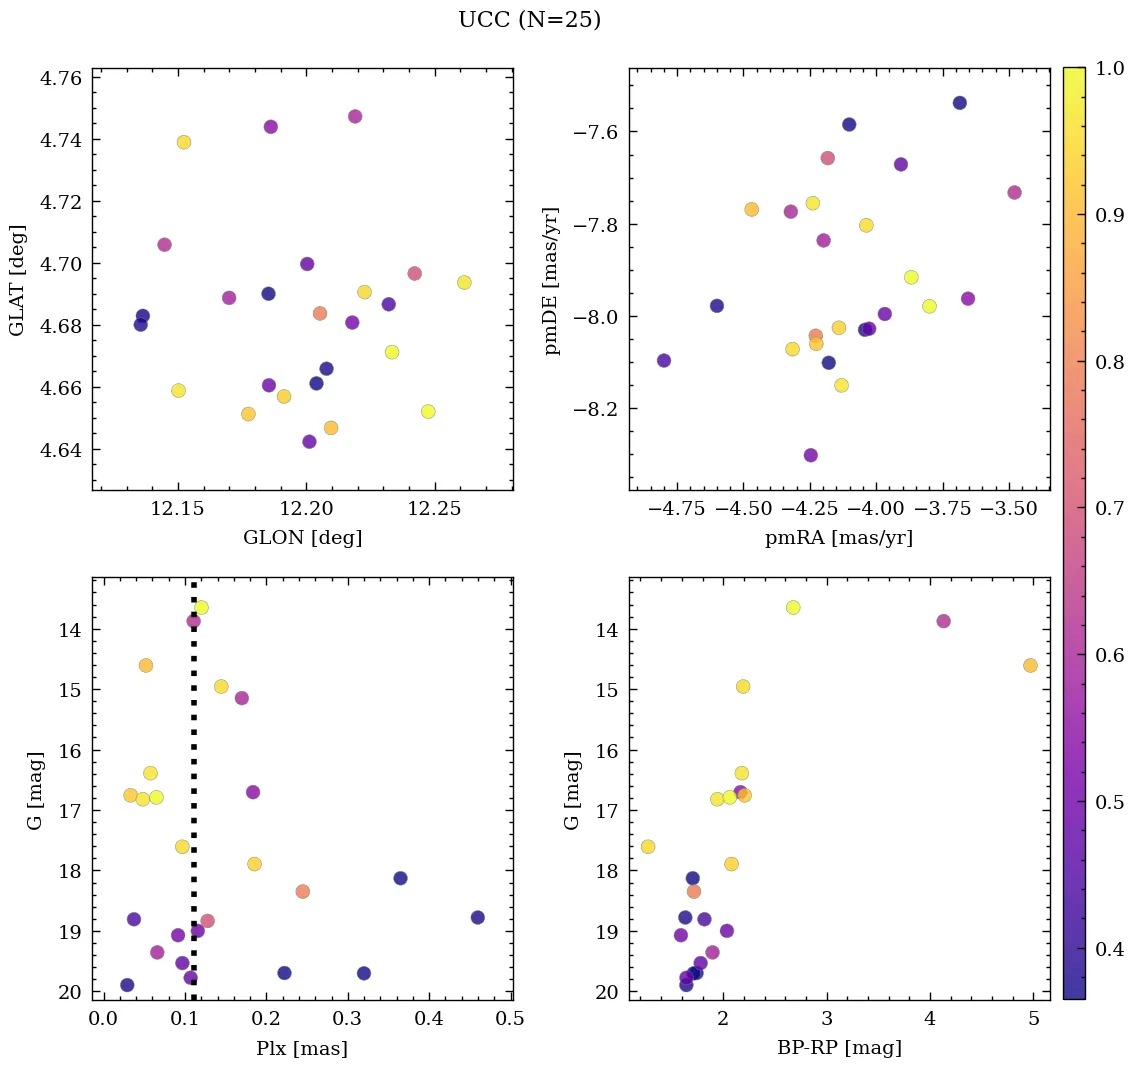 UCC (N=25)
4.76
4.74
4.72
4.70
4.68
4.66
4.64
GLAT [deg]
12.15 12.20 12.25
GLON [deg]
−7.6
−7.8
−8.0
−8.2
pmDE [mas/yr]
−4.75 −4.50 −4.25 −4.00 −3.75 −3.50
pmRA [mas/yr]
14
15
16
17
18
19
20
G [mag]
0.0 0.1 0.2 0.3 0.4 0.5
Plx [mas]
14
15
16
17
18
19
20
G [mag]
2 3 4 5
BP-RP [mag]
1.0
0.9
0.8
0.7
0.6
0.5
0.4